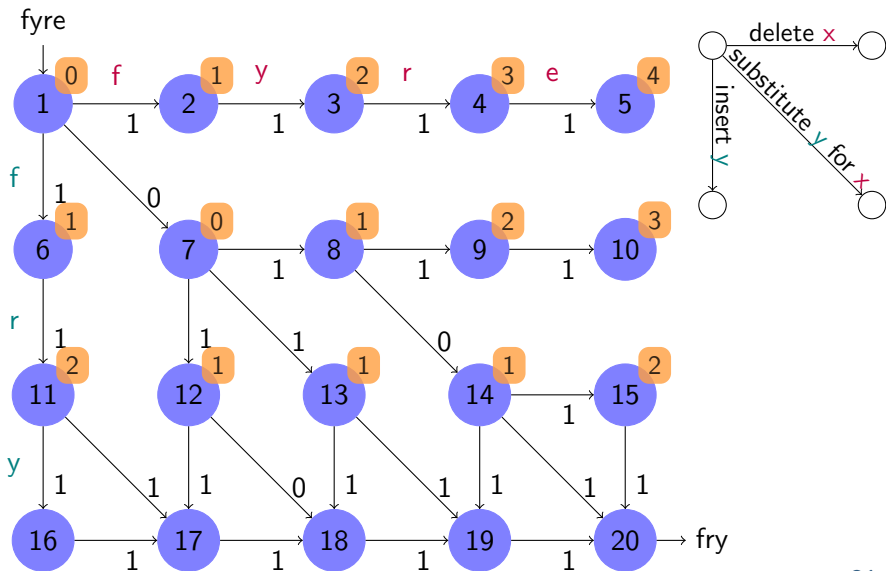 fyre
0 1 2 3 4
f y r e
1 2 3 4 5
1 1 1 1
delete x
insert y
substitute y for x
f 1 0
1 0 1 2 3
6 7 8 9 10
1 1 1
r 1 1 1 0
2 1 1 1 2
11 12 13 14 15
1
y 1 1 1 0 1 1 1 1 1
16 17 18 19 20 fry
1 1 1 1